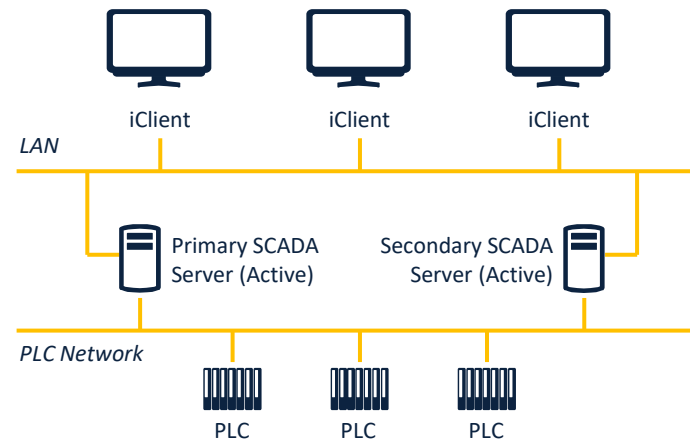 iClient
iClient
iClient
LAN
Primary SCADA
Server (Active)
Secondary SCADA
Server (Active)
PLC Network
PLC
PLC
PLC